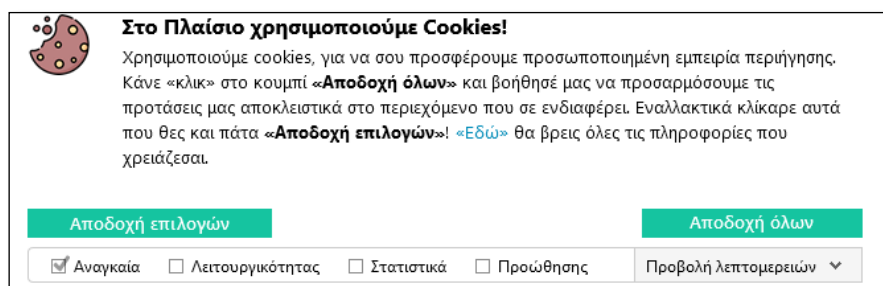 Στο Πλαίσιο χρησιμοποιούμε Cookies!
Χρησιμοποιούμε cookies, για να σου προσφέρουμε προσωποποιημένη εμπειρία περιήγησης.
Κάνε «κλικ» στο κουμπί «Αποδοχή όλων» και βοήθησέ μας να προσαρμόσουμε τις
προτάσεις μας αποκλειστικά στο περιεχόμενο που σε ενδιαφέρει. Εναλλακτικά κλίκαρε αυτά
που θες και πάτα «Αποδοχή επιλογών»! «Εδώ» θα βρεις όλες τις πληροφορίες που
χρειάζεσαι.
Αποδοχή επιλογών Αποδοχή όλων
Αναγκαία Λειτουργικότητας Στατιστικά Προώθησης Προβολή λεπτομερειών